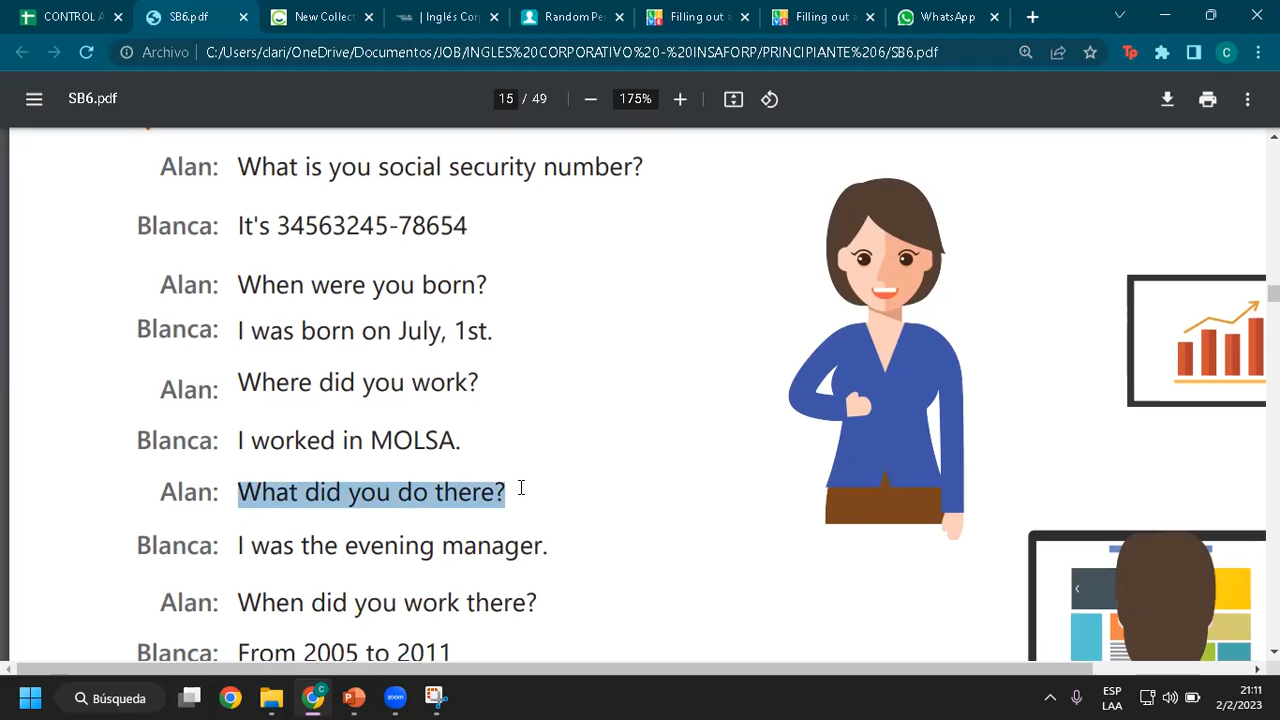 CONTROL A
SB6.pdf
New Collect
| Inglés Cor
Random Pe
Filling out a
Filling out a
WhatsApp
Archivo
C:/Users/clari/OneDrive/Documentos/JOB/INGLES%20CORPORATIVO%20-%20INSAFORP/PRINCIPIANTE%206/SB6.pdf
SB6.pdf
15 / 49
175%
Alan: What is you social security number?
Blanca: It's 34563245-78654
Alan: When were you born?
Blanca: I was born on July, 1st.
Alan: Where did you work?
Blanca: I worked in MOLSA.
Alan: What did you do there?
Blanca: I was the evening manager.
Alan: When did you work there?
Blanca: From 2005 to 2011
Búsqueda
zoom
ESP
LAA
21:11
2/2/2023